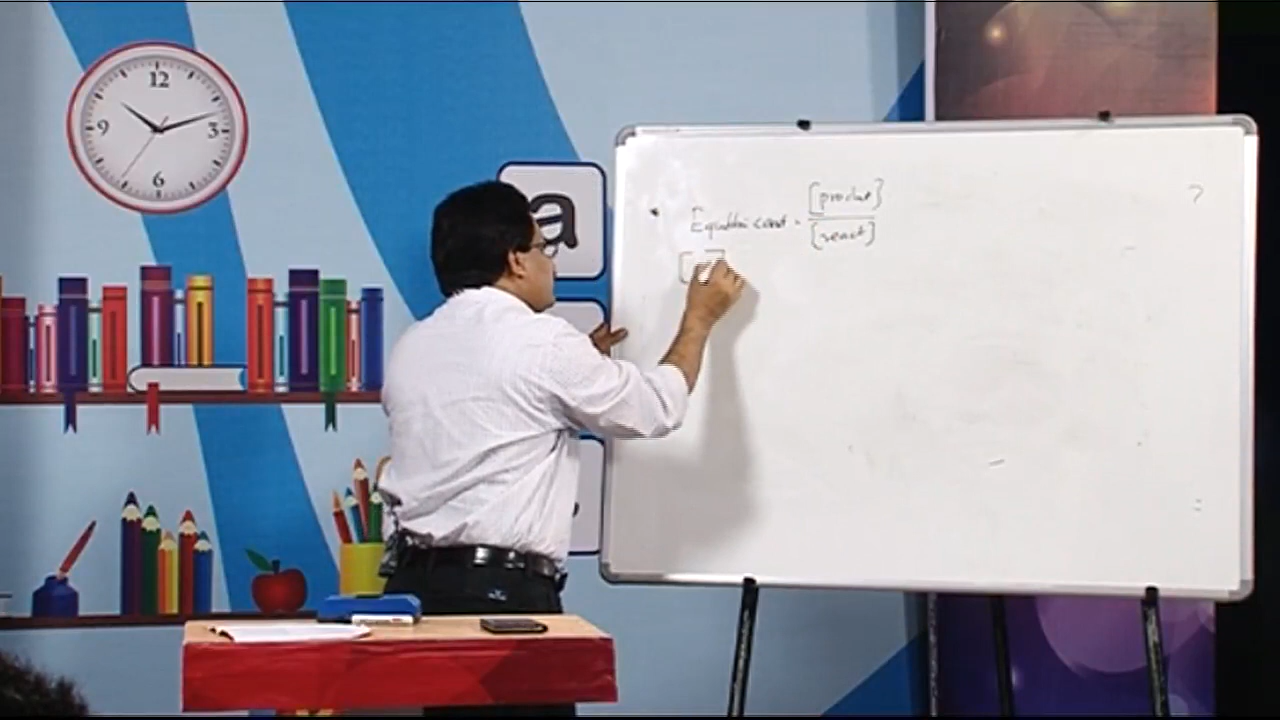 12
9 3
6
a
[product]
Equilibri const =
[react]
[
?